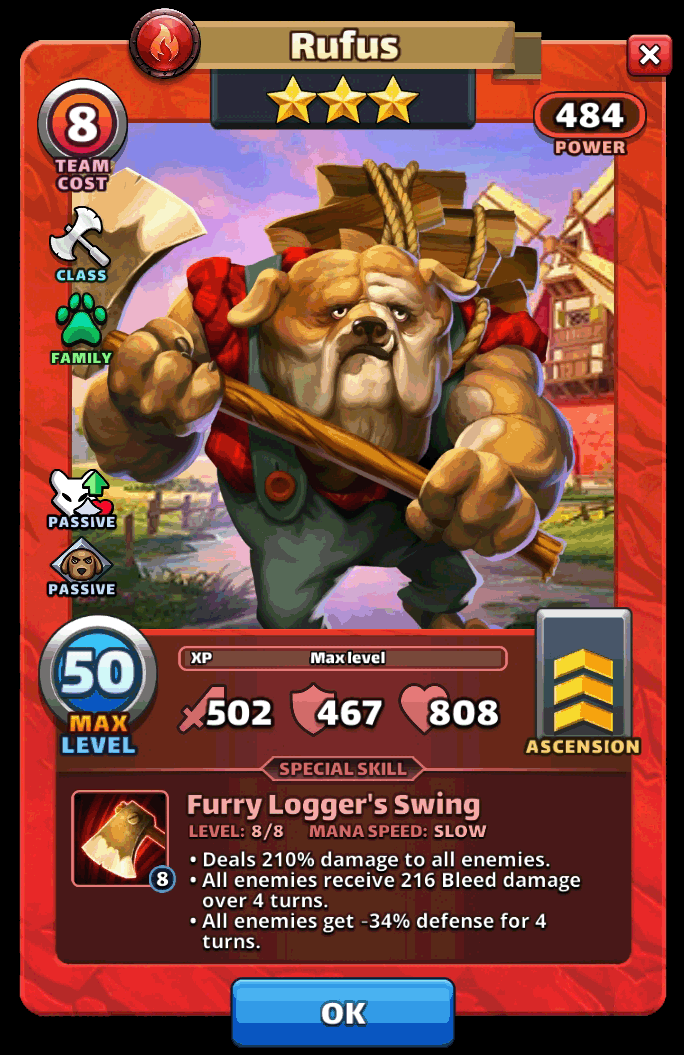 Rufus
8
TEAM
COST
484
POWER
CLASS
FAMILY
PASSIVE
PASSIVE
50
MAX
LEVEL
XP Max level
502 467 808
ASCENSION
SPECIAL SKILL
Furry Logger's Swing
LEVEL: 8/8 MANA SPEED: SLOW
8
• Deals 210% damage to all enemies.
• All enemies receive 216 Bleed damage
over 4 turns.
• All enemies get -34% defense for 4
turns.
OK